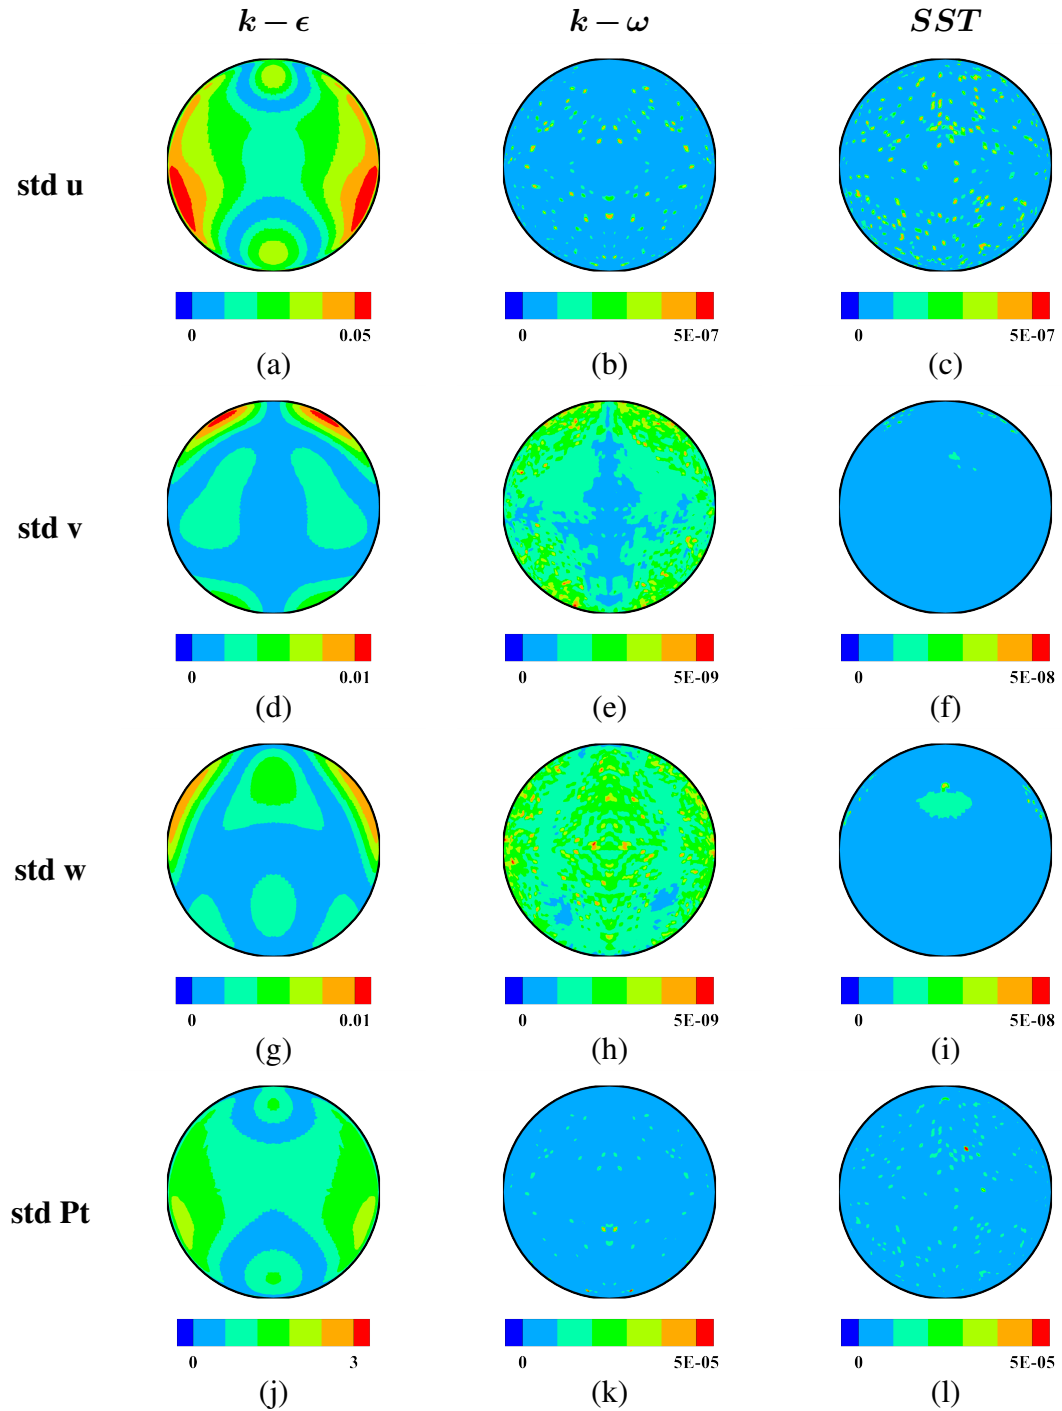 k − ϵ k − ω SST
std u
0 0.05 0 5E-07 0 5E-07
(a) (b) (c)
std v
0 0.01 0 5E-09 0 5E-08
(d) (e) (f)
std w
0 0.01 0 5E-09 0 5E-08
(g) (h) (i)
std Pt
0 3 0 5E-05 0 5E-05
(j) (k) (l)